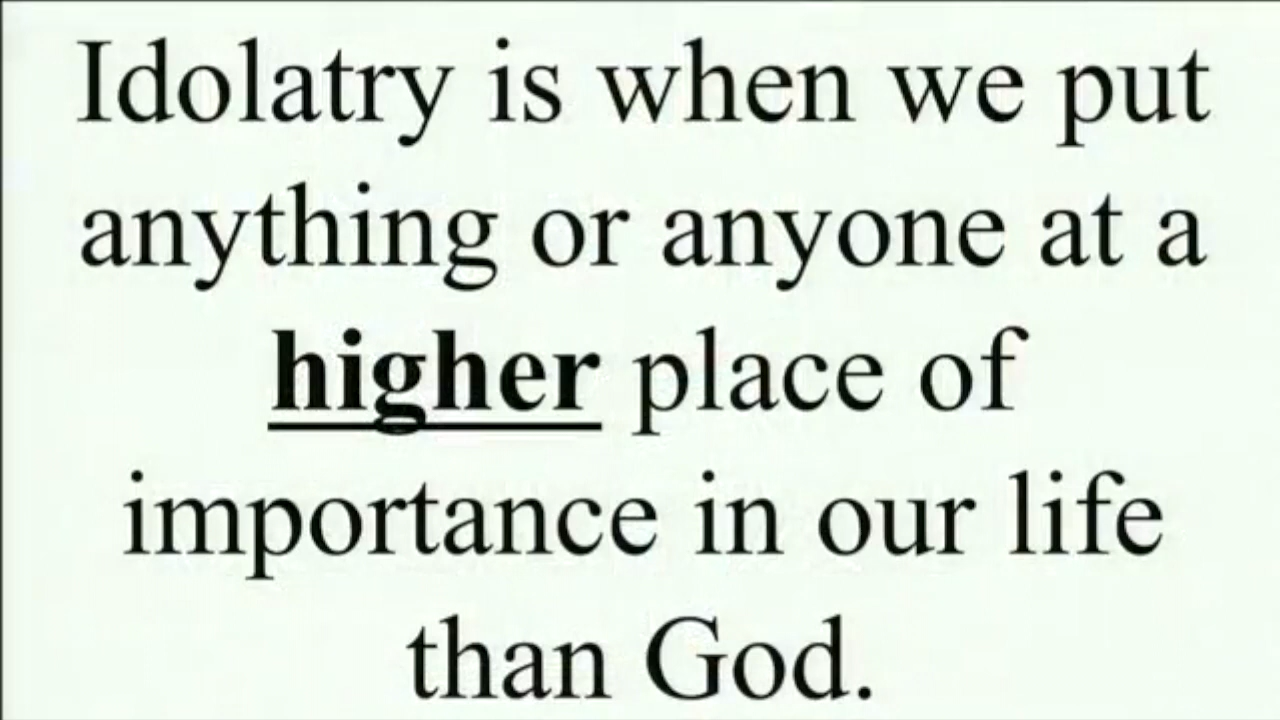 Idolatry is when we put
anything or anyone at a
higher place of
importance in our life
than God.